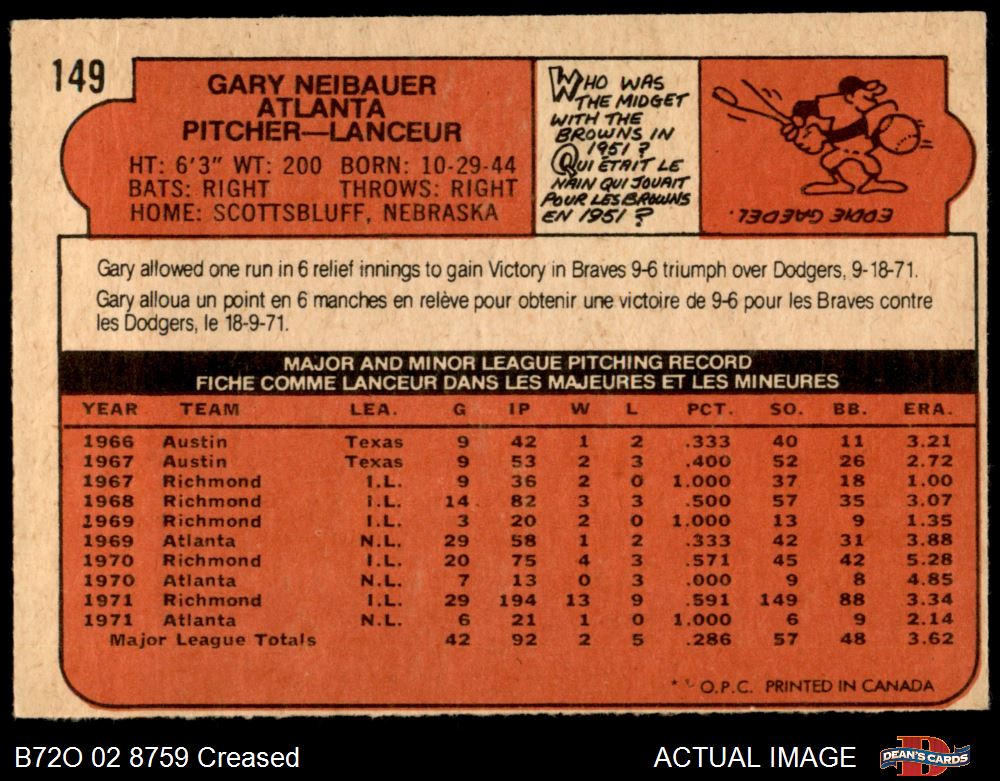 149
GARY NEIBAUER
ATLANTA
PITCHER—LANCEUR
HT: 6'3" WT: 200 BORN: 10-29-44
BATS: RIGHT THROWS: RIGHT
HOME: SCOTTSBLUFF, NEBRASKA
WHO WAS
THE MIDGET
WITH THE
BROWNS IN
1951?
QUI ÉTAIT LE
NAIN QUI JOUAIT
POUR LES BROWNS
EN 1951?
EDDIE GAEDEL.
Gary allowed one run in 6 relief innings to gain Victory in Braves 9-6 triumph over Dodgers, 9-18-71.
Gary alloua un point en 6 manches en relève pour obtenir une victoire de 9-6 pour les Braves contre
les Dodgers, le 18-9-71.
MAJOR AND MINOR LEAGUE PITCHING RECORD
FICHE COMME LANCEUR DANS LES MAJEURES ET LES MINEURES
YEAR TEAM LEA. G IP W L PCT. SO. BB. ERA.
1966 Austin Texas 9 42 1 2 .333 40 11 3.21
1967 Austin Texas 9 53 2 3 .400 52 26 2.72
1967 Richmond I.L. 9 36 2 0 1.000 37 18 1.00
1968 Richmond I.L. 14 82 3 3 .500 57 35 3.07
1969 Richmond I.L. 3 20 2 0 1.000 13 9 1.35
1969 Atlanta N.L. 29 58 1 2 .333 42 31 3.88
1970 Richmond I.L. 20 75 4 3 .571 45 42 5.28
1970 Atlanta N.L. 7 13 0 3 .000 9 8 4.85
1971 Richmond I.L. 29 194 13 9 .591 149 88 3.34
1971 Atlanta N.L. 6 21 1 0 1.000 6 9 2.14
Major League Totals 42 92 2 5 .286 57 48 3.62
* O.P.C. PRINTED IN CANADA
B72O 02 8759 Creased
ACTUAL IMAGE
D
DEAN'S CARDS